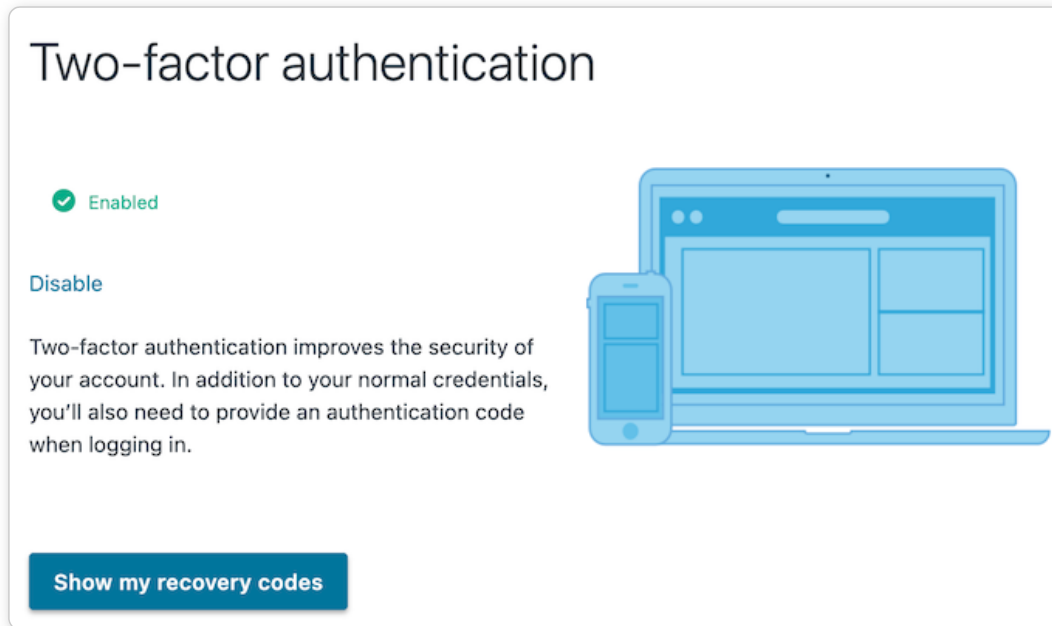 Two-factor authentication
Enabled
Disable
Two-factor authentication improves the security of
your account. In addition to your normal credentials,
you’ll also need to provide an authentication code
when logging in.
Show my recovery codes